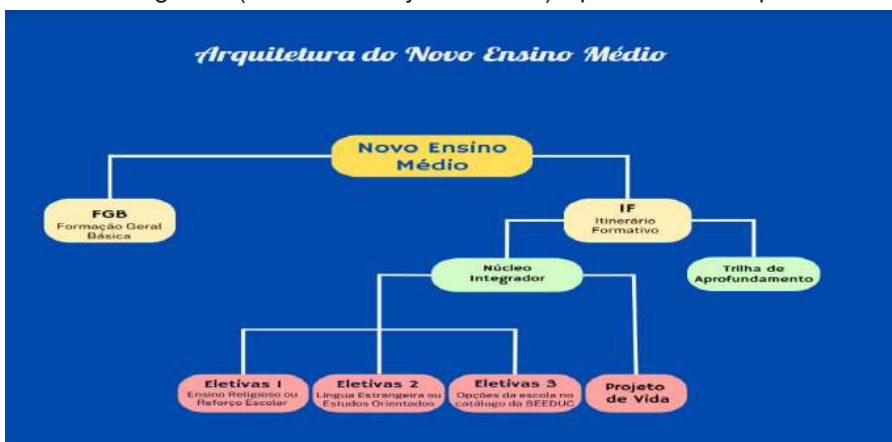 Arquitetura do Novo Ensino Médio
Novo Ensino
Médio
FGB
Formação Geral
Básica
IF
Itinerário
Formativo
Núcleo
Integrador
Trilha de
Aprofundamento
Eletivas 1
Ensino Religioso ou
Reforço Escolar
Eletivas 2
Língua Estrangeira ou
Estudos Orientados
Eletivas 3
Opções da escola no
catálogo da SEEDUC
Projeto
de Vida